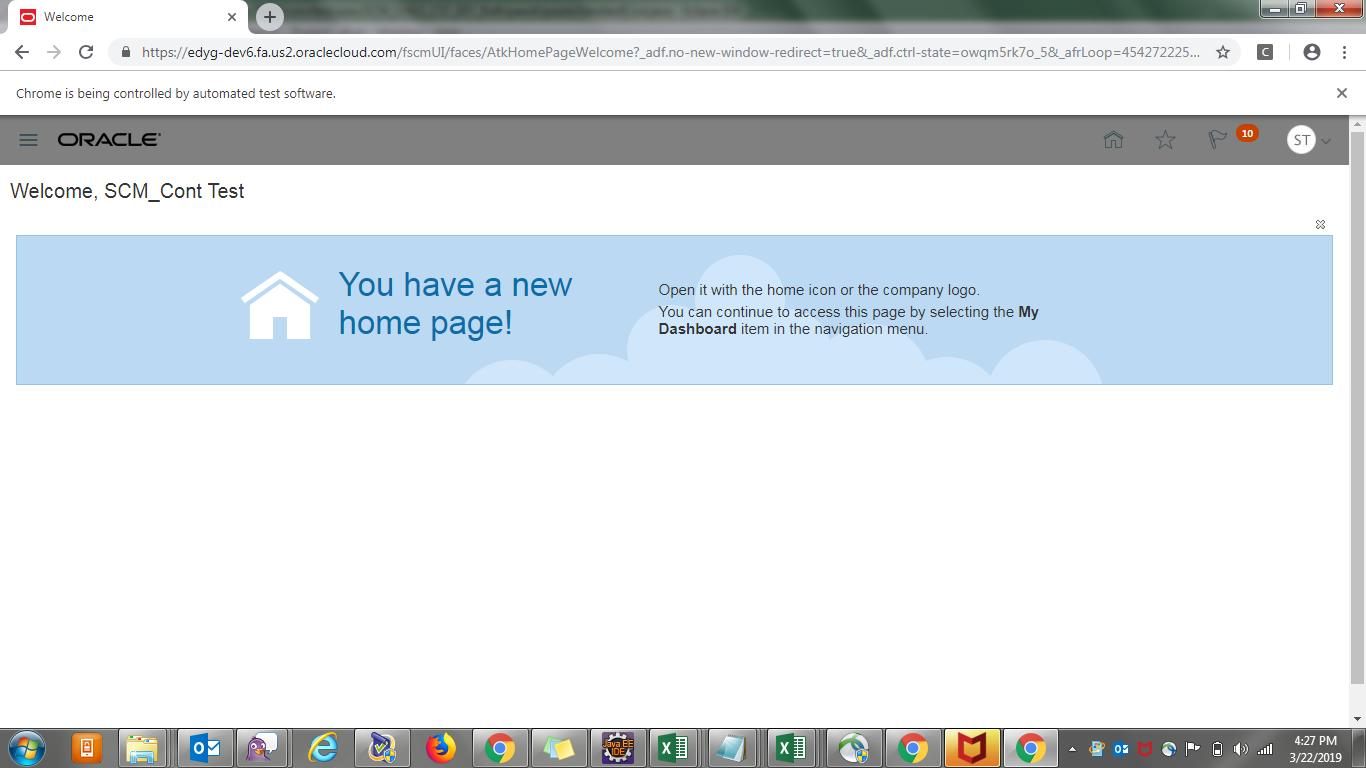 Welcome
https://edyg-dev6.fa.us2.oraclecloud.com/fscmUI/faces/AtkHomePageWelcome?_adf.no-new-window-redirect=true&_adf.ctrl-state=owqm5rk7o_5&_afrLoop=454272225...
C
Chrome is being controlled by automated test software.
ORACLE
10
ST
Welcome, SCM_Cont Test
You have a new
home page!
Open it with the home icon or the company logo.
You can continue to access this page by selecting the My
Dashboard item in the navigation menu.
Java EE
IDE
4:27 PM
3/22/2019